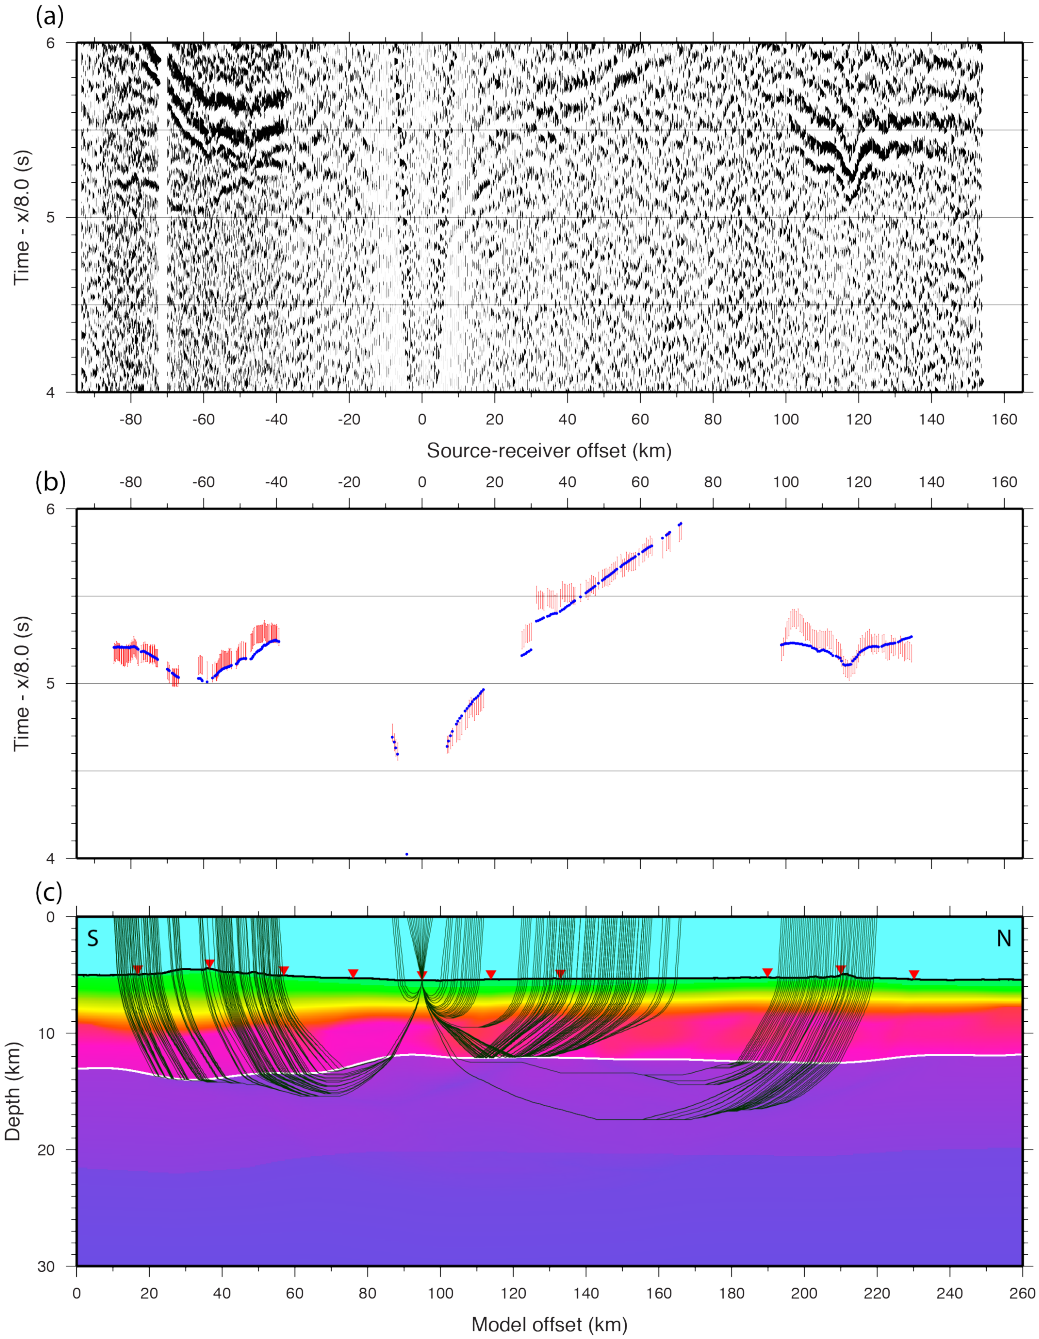 (a)
6
5
4
Time - x/8.0 (s)
-80 -60 -40 -20 0 20 40 60 80 100 120 140 160
Source-receiver offset (km)
(b)
-80 -60 -40 -20 0 20 40 60 80 100 120 140 160
6
5
4
Time - x/8.0 (s)
(c)
S N
0
10
20
30
Depth (km)
0 20 40 60 80 100 120 140 160 180 200 220 240 260
Model offset (km)